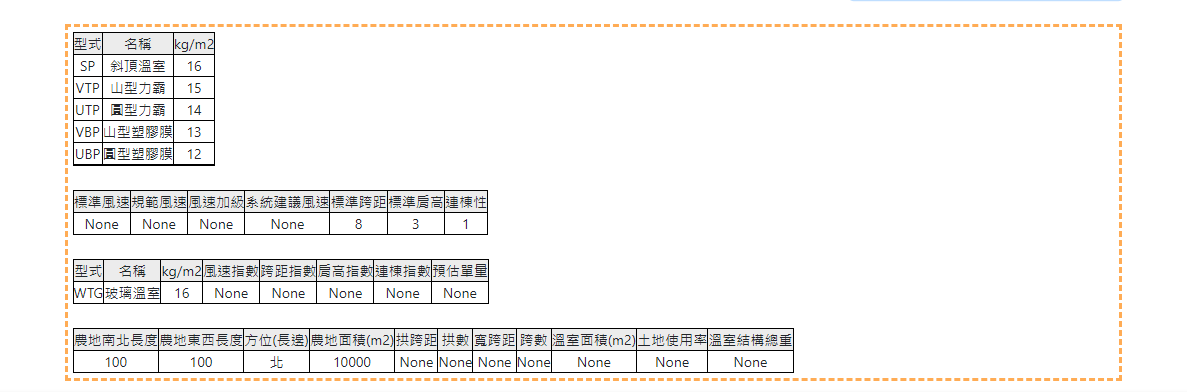 型式 名稱 kg/m2
SP 斜頂溫室 16
VTP 山型力霸 15
UTP 圓型力霸 14
VBP 山型塑膠膜 13
UBP 圓型塑膠膜 12
標準風速 規範風速 風速加級 系統建議風速 標準跨距 標準肩高 連棟性
None None None None 8 3 1
型式 名稱 kg/m2 風速指數 跨距指數 肩高指數 連棟指數 預估單量
WTG 玻璃溫室 16 None None None None None
農地南北長度 農地東西長度 方位(長邊) 農地面積(m2) 拱跨距 拱數 寬跨距 跨數 溫室面積(m2) 土地使用率 溫室結構總重
100 100 北 10000 None None None None None None None